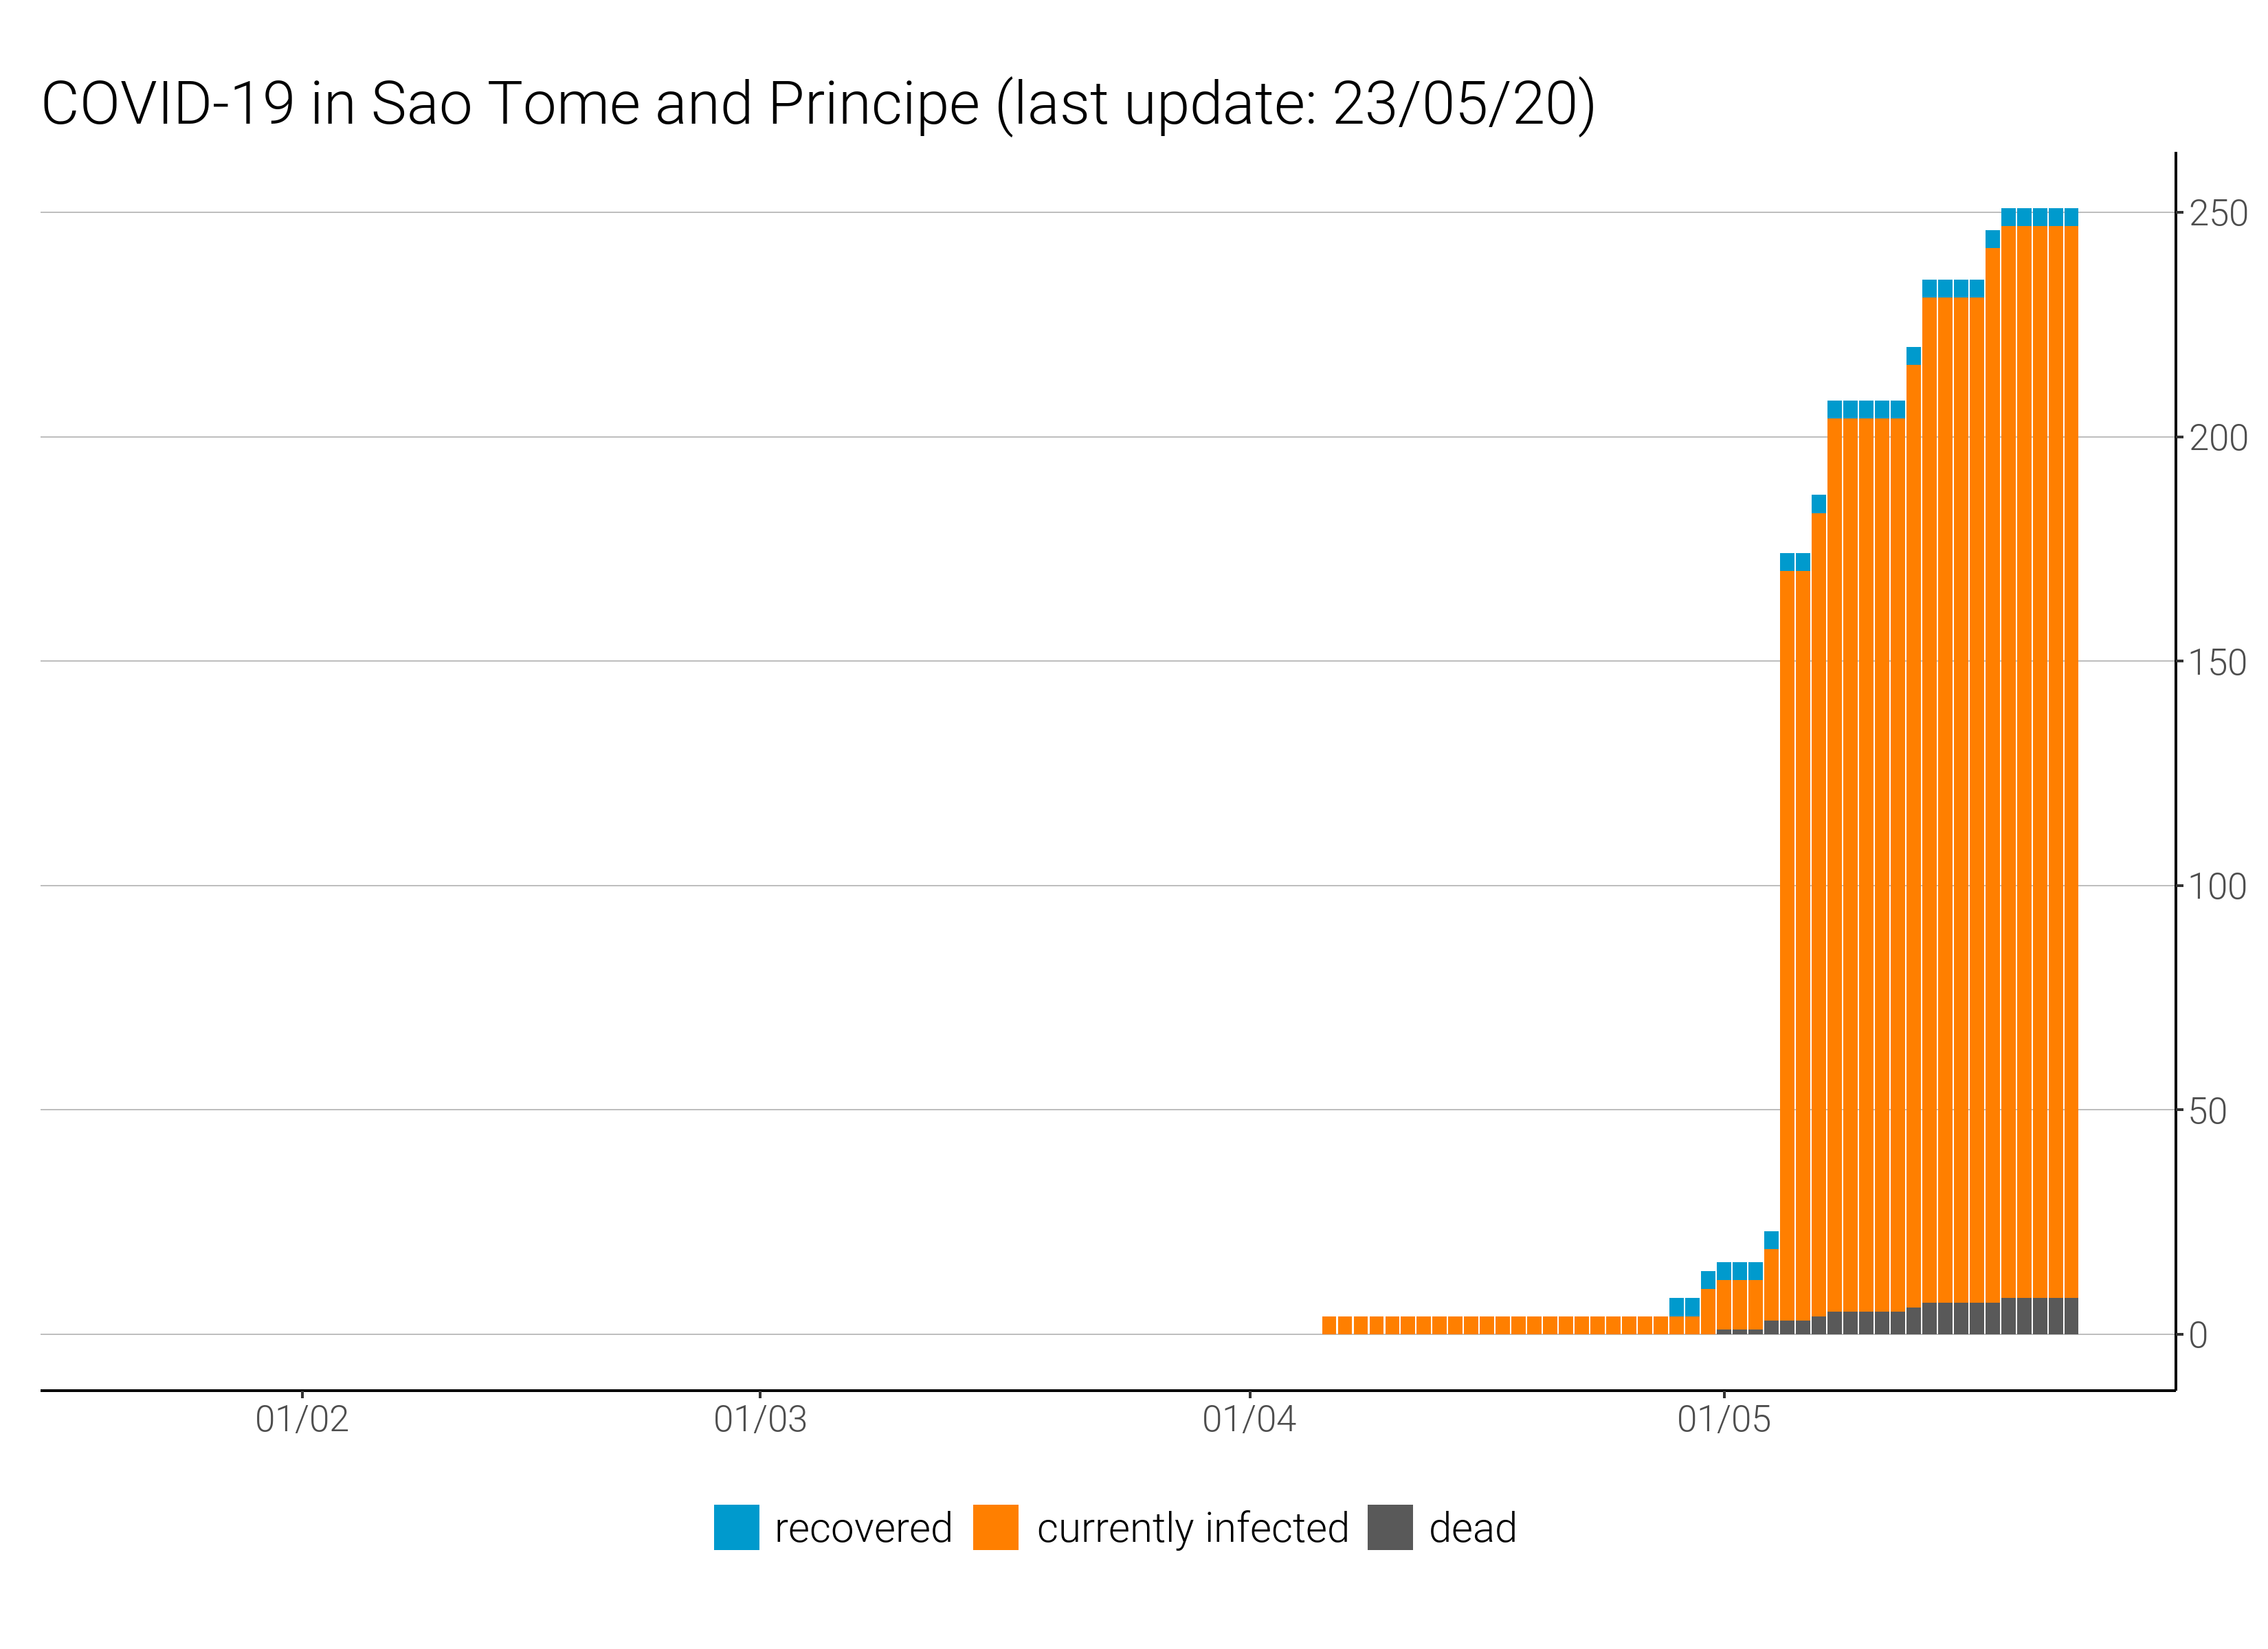 COVID-19 in Sao Tome and Principe (last update: 23/05/20)
250
200
150
100
50
0
01/02 01/03 01/04 01/05
recovered currently infected dead